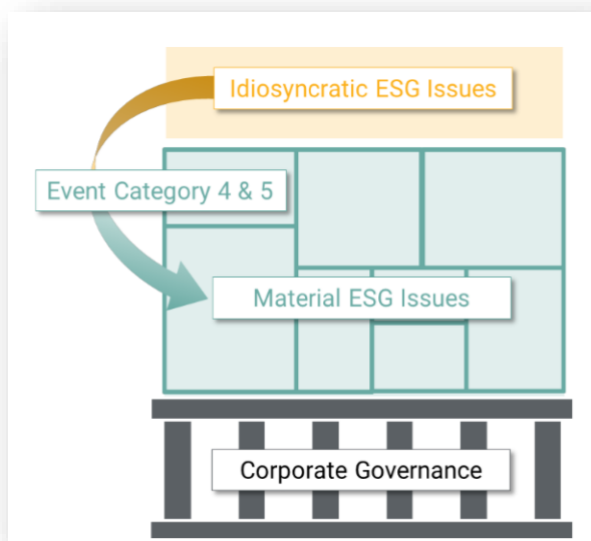 Idiosyncratic ESG Issues
Event Category 4 & 5
Material ESG Issues
Corporate Governance